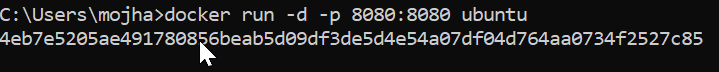 C:\Users\mojha>docker run -d -p 8080:8080 ubuntu
4eb7e5205ae491780856beab5d09df3de5d4e54a07df04d764aa0734f2527c85